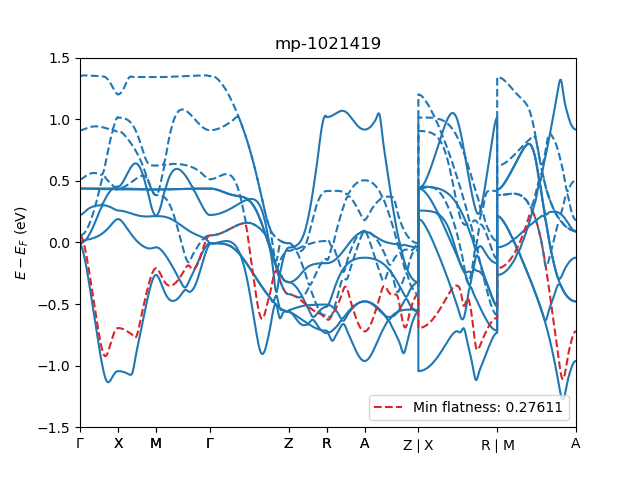 mp-1021419
E − E_F (eV)
1.5
1.0
0.5
0.0
−0.5
−1.0
−1.5
Min flatness: 0.27611
Γ X M Γ Z R A Z | X R | M A